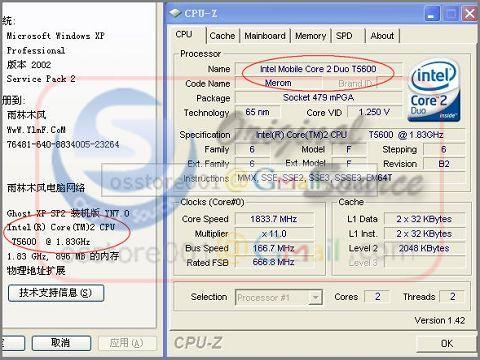 系统:
Microsoft Windows XP
Professional
版本 2002
Service Pack 2
册到:
雨林木风
Www.YlmF.CoM
76481-640-8834005-23264
雨林木风电脑网络
Ghost XP SP2 装机版 YN7.0
Intel(R) Core(TM)2 CPU
T5600 @ 1.83GHz
1.83 GHz, 896 MB 的内存
物理地址扩展
技术支持信息(S)
取消
应用(A)
CPU-Z
CPU Cache Mainboard Memory SPD About
Processor
Name Intel Mobile Core 2 Duo T5600
Code Name Merom Brand ID
Package Socket 479 mPGA
Technology 65 nm Core VID 1.250 V
intel
Core 2
Duo inside
Specification Intel(R) Core(TM)2 CPU T5600 @ 1.83GHz
Family 6 Model F Stepping 6
Ext. Family 6 Ext. Model F Revision B2
Instructions MMX, SSE, SSE2, SSE3, SSSE3, EM64T
Clocks (Core#0)
Core Speed 1833.7 MHz
Multiplier x 11.0
Bus Speed 166.7 MHz
Rated FSB 666.8 MHz
Cache
L1 Data 2 x 32 KBytes
L1 Inst. 2 x 32 KBytes
Level 2 2048 KBytes
Level 3
Selection Processor #1 Cores 2 Threads 2
Version 1.42
CPU-Z OK
Original
Source
osstore001@Gmail.com
osstore001@Gmail.com